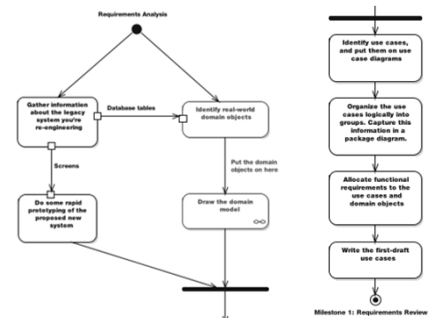 Requirements Analysis
Gather information
about the legacy
system you're
re-engineering
Database tables
Identify real-world
domain objects
Screens
Put the domain
objects on here
Do some rapid
prototyping of the
proposed new
system
Draw the domain
model
Identify use cases,
and put them on use
case diagrams
Organize the use
cases logically into
groups. Capture this
information in a
package diagram.
Allocate functional
requirements to the
use cases and
domain objects
Write the first-draft
use cases
Milestone 1: Requirements Review